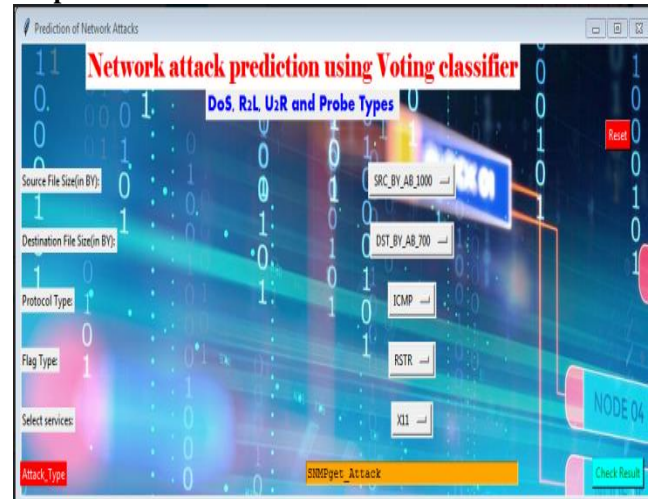 Prediction of Network Attacks
Network attack prediction using Voting classifier
DoS, R2L, U2R and Probe Types
Reset
Source File Size(in BY):
SRC_BY_AB_1000
Destination File Size(in BY):
DST_BY_AB_700
Protocol Type:
ICMP
Flag Type:
RSTR
Select services:
X11
NODE 04
Attack_Type
SNMPget_Attack
Check Result